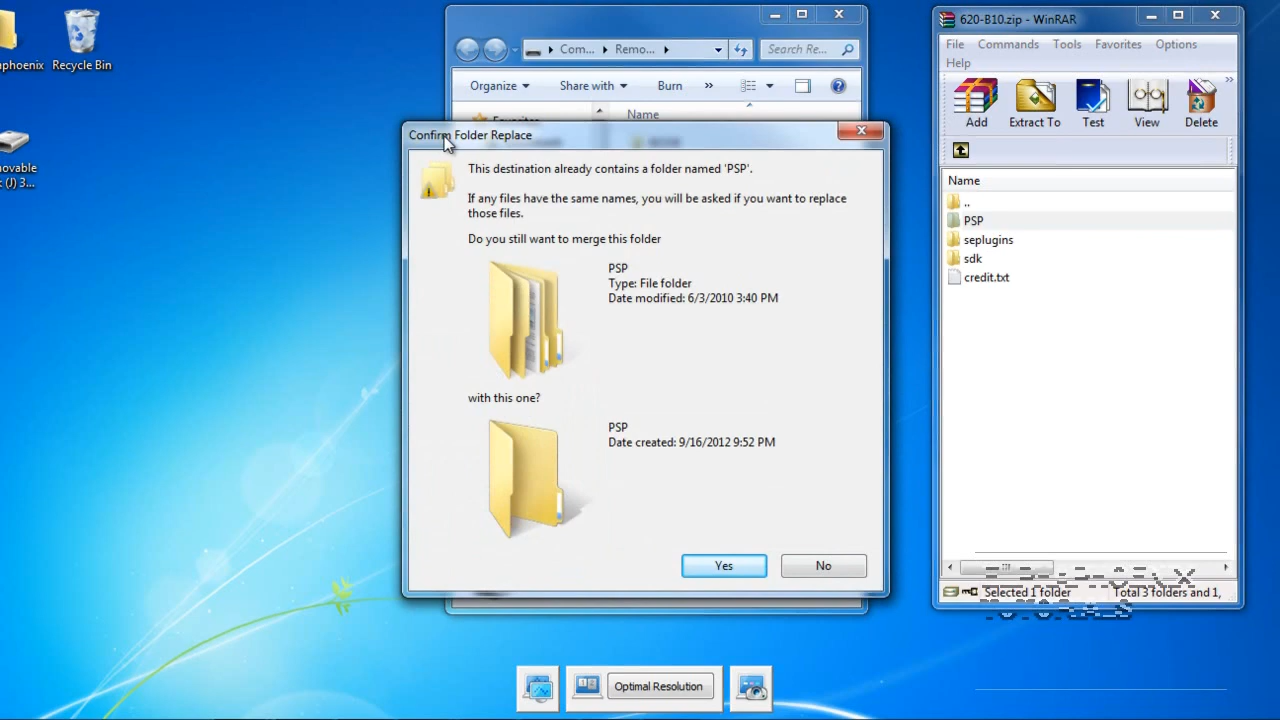 phoenix
Recycle Bin
ovable
(J) 3...
Com...
Remo...
Search Re...
Organize
Share with
Burn
»
Name
Confirm Folder Replace
This destination already contains a folder named 'PSP'.
If any files have the same names, you will be asked if you want to replace
those files.
Do you still want to merge this folder
PSP
Type: File folder
Date modified: 6/3/2010 3:40 PM
with this one?
PSP
Date created: 9/16/2012 9:52 PM
Yes
No
620-B10.zip - WinRAR
File
Commands
Tools
Favorites
Options
Help
»
Add
Extract To
Test
View
Delete
Name
..
PSP
seplugins
sdk
credit.txt
Selected 1 folder
Total 3 folders and 1,
Optimal Resolution